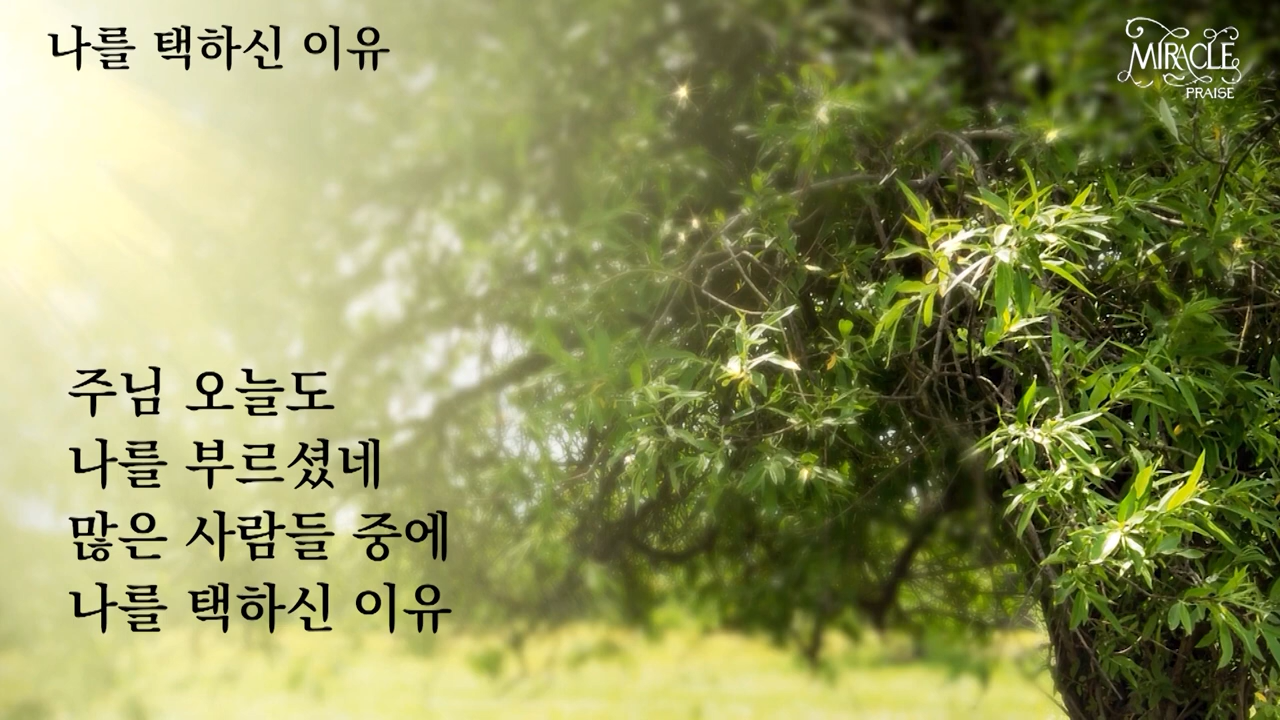 나를 택하신 이유
MIRACLE
PRAISE
주님 오늘도
나를 부르셨네
많은 사람들 중에
나를 택하신 이유